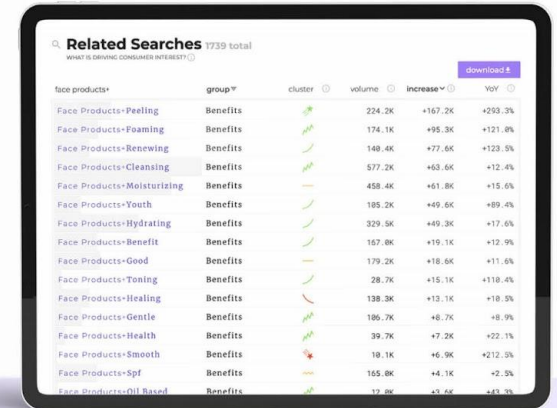 Related Searches 1739 total
WHAT IS DRIVING CONSUMER INTEREST?
download
face products+ group cluster volume increase YoY
Face Products+Peeling Benefits 224.2K +167.2K +293.3%
Face Products+Foaming Benefits 174.1K +95.3K +121.0%
Face Products+Renewing Benefits 140.4K +77.6K +123.5%
Face Products+Cleansing Benefits 577.2K +63.6K +12.4%
Face Products+Moisturizing Benefits 458.4K +61.8K +15.6%
Face Products+Youth Benefits 105.2K +49.6K +89.4%
Face Products+Hydrating Benefits 329.5K +49.3K +17.6%
Face Products+Benefit Benefits 167.0K +19.1K +12.9%
Face Products+Good Benefits 179.2K +18.6K +11.6%
Face Products+Toning Benefits 28.7K +15.1K +110.4%
Face Products+Healing Benefits 138.3K +13.1K +10.5%
Face Products+Gentle Benefits 106.7K +8.7K +8.9%
Face Products+Health Benefits 39.7K +7.2K +22.1%
Face Products+Smooth Benefits 10.1K +6.9K +212.5%
Face Products+Spf Benefits 165.0K +4.1K +2.5%
Face Products+Oil Based Benefits 12.0K +3.6K +43.3%